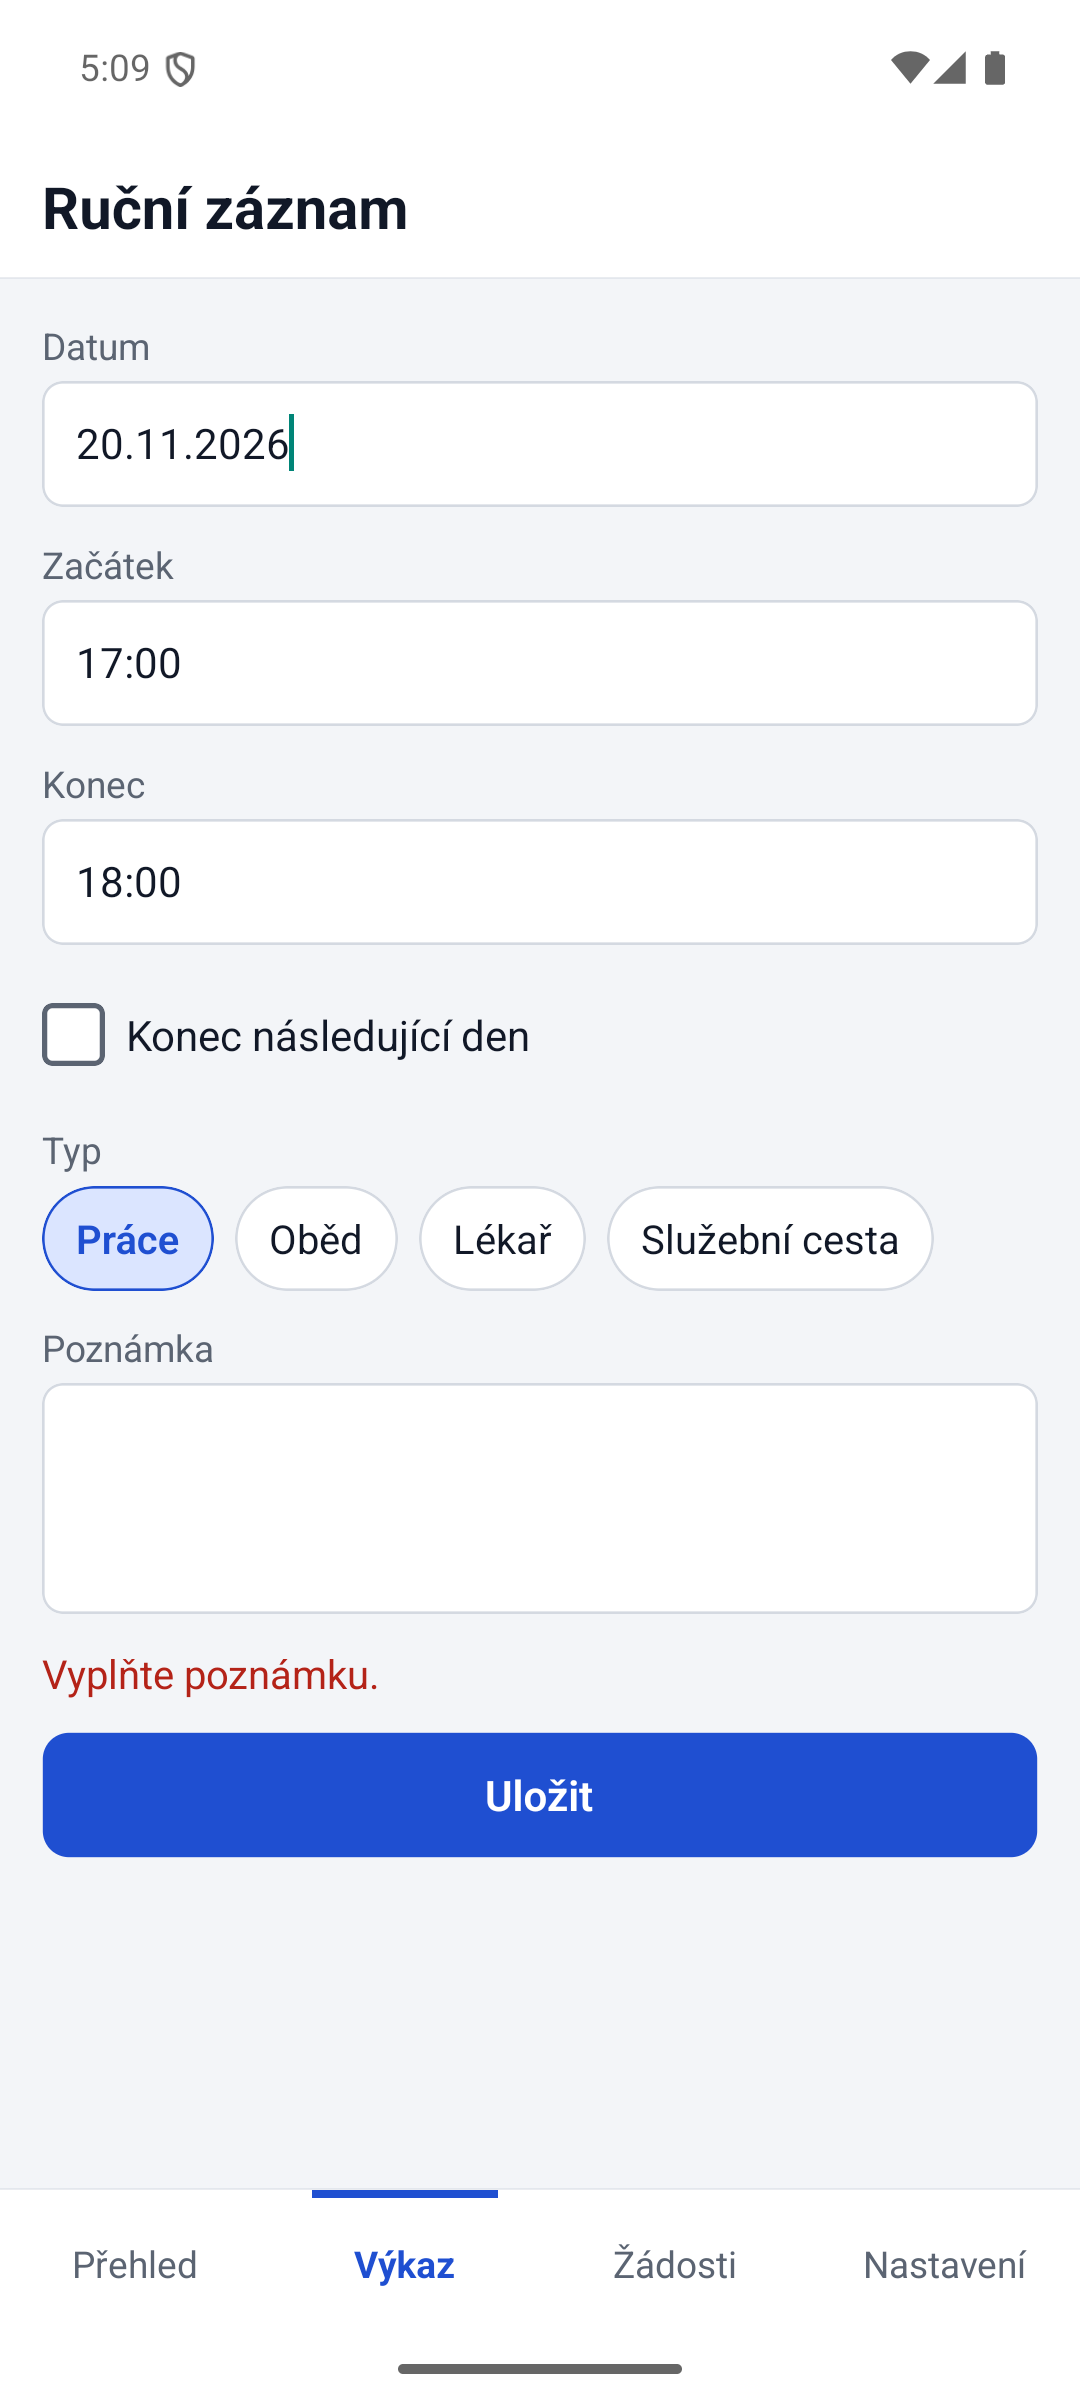 5:09
Ruční záznam
Datum
20.11.2026
Začátek
17:00
Konec
18:00
Konec následující den
Typ
Práce Oběd Lékař Služební cesta
Poznámka
Vyplňte poznámku.
Uložit
Přehled Výkaz Žádosti Nastavení